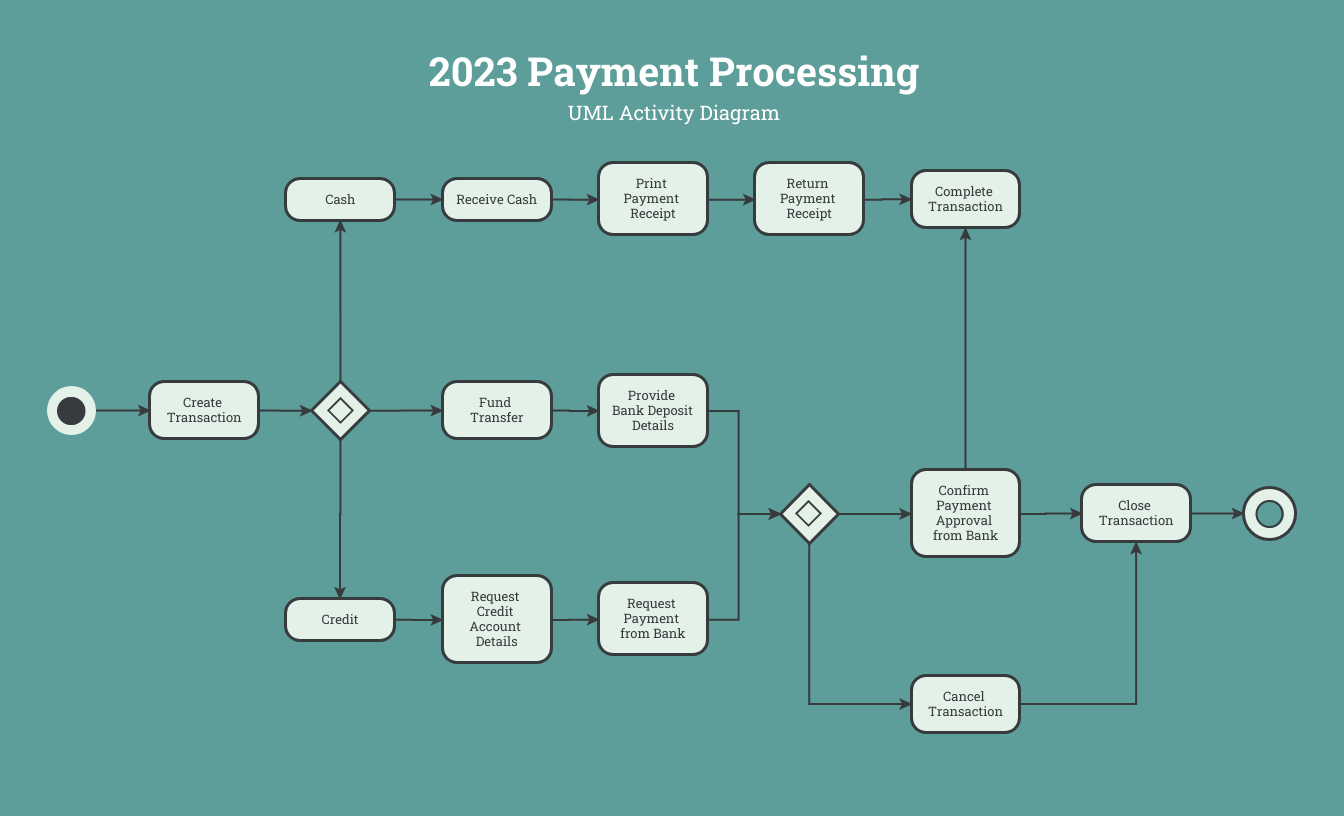 2023 Payment Processing
UML Activity Diagram
Cash
Receive Cash
Print
Payment
Receipt
Return
Payment
Receipt
Complete
Transaction
Create
Transaction
Fund
Transfer
Provide
Bank Deposit
Details
Confirm
Payment
Approval
from Bank
Close
Transaction
Credit
Request
Credit
Account
Details
Request
Payment
from Bank
Cancel
Transaction